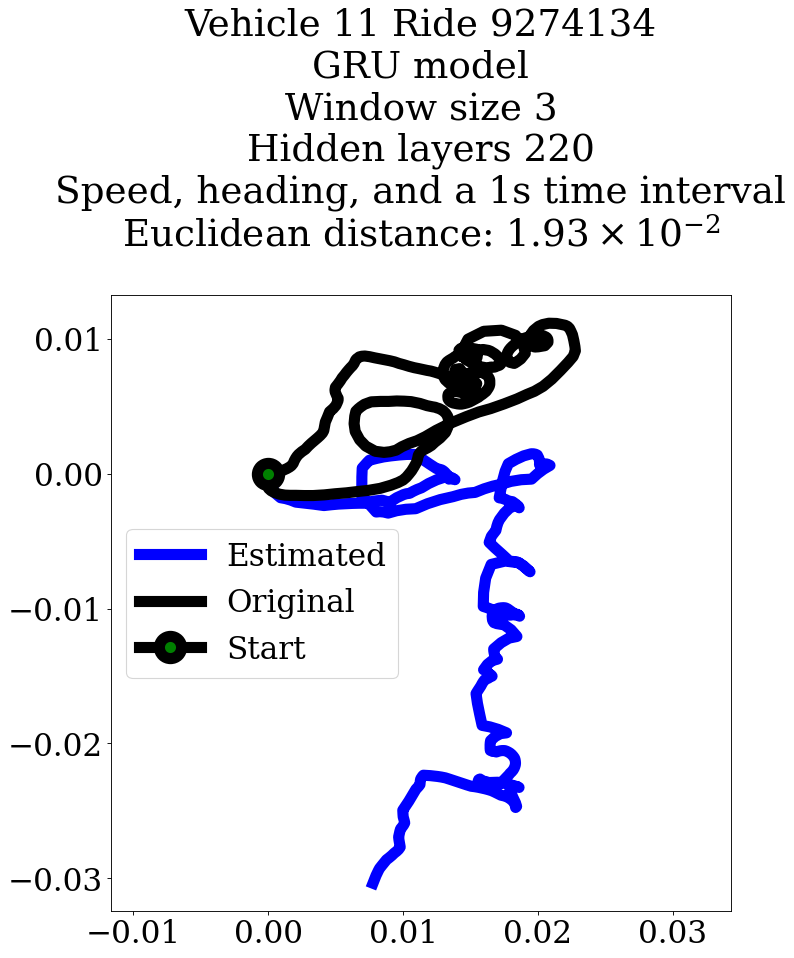 Vehicle 11 Ride 9274134
GRU model
Window size 3
Hidden layers 220
Speed, heading, and a 1s time interval
Euclidean distance: 1.93 × 10⁻²
0.01
0.00
−0.01
−0.02
−0.03
Estimated
Original
Start
−0.01 0.00 0.01 0.02 0.03